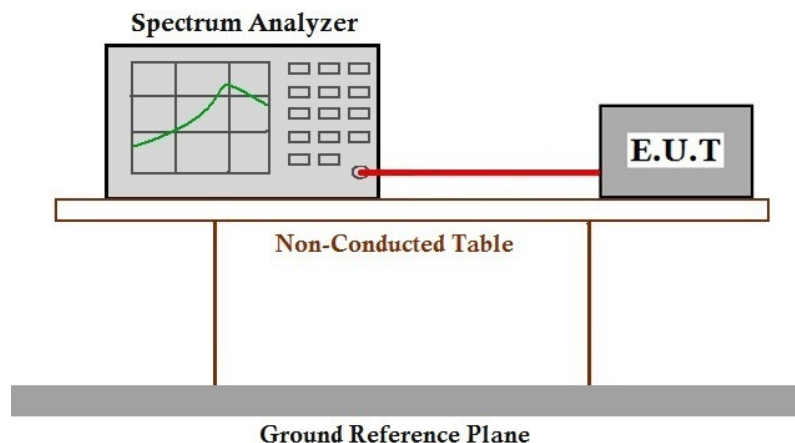 Spectrum Analyzer
E.U.T
Non-Conducted Table
Ground Reference Plane